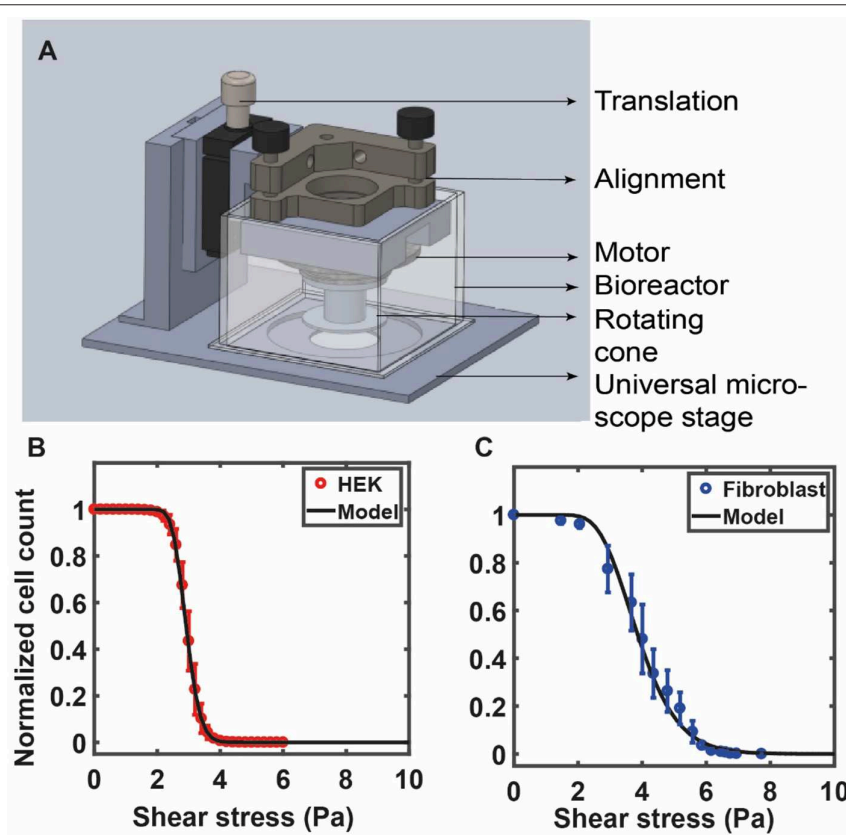 A
Translation
Alignment
Motor
Bioreactor
Rotating
cone
Universal micro-
scope stage
B
HEK
Model
Normalized cell count
1
0.8
0.6
0.4
0.2
0
0 2 4 6 8 10
Shear stress (Pa)
C
Fibroblast
Model
1
0.8
0.6
0.4
0.2
0
0 2 4 6 8 10
Shear stress (Pa)